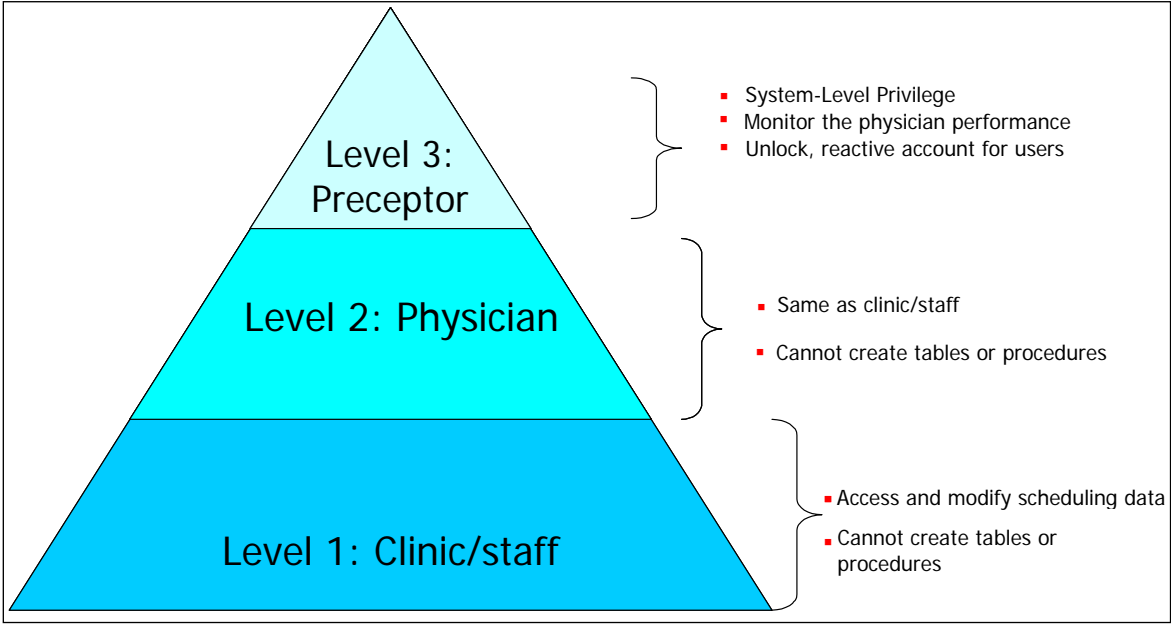 System-Level Privilege
Monitor the physician performance
Unlock, reactive account for users
Level 3:
Preceptor
Same as clinic/staff
Level 2: Physician
Cannot create tables or procedures
Access and modify scheduling data
Cannot create tables or
procedures
Level 1: Clinic/staff